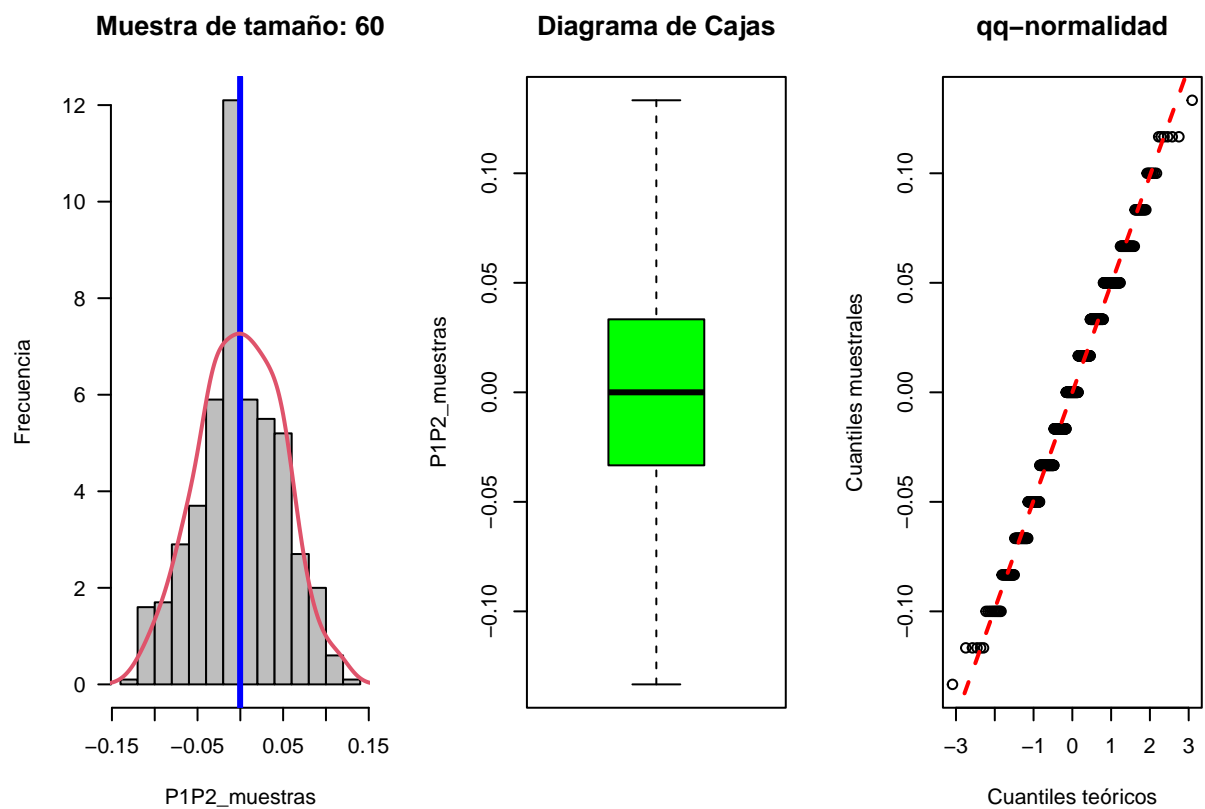 Muestra de tamaño: 60
Frecuencia
12
10
8
6
4
2
0
−0.15 −0.05 0.05 0.15
P1P2_muestras
Diagrama de Cajas
P1P2_muestras
0.10
0.05
0.00
−0.05
−0.10
qq−normalidad
Cuantiles muestrales
0.10
0.05
0.00
−0.05
−0.10
−3 −1 0 1 2 3
Cuantiles teóricos